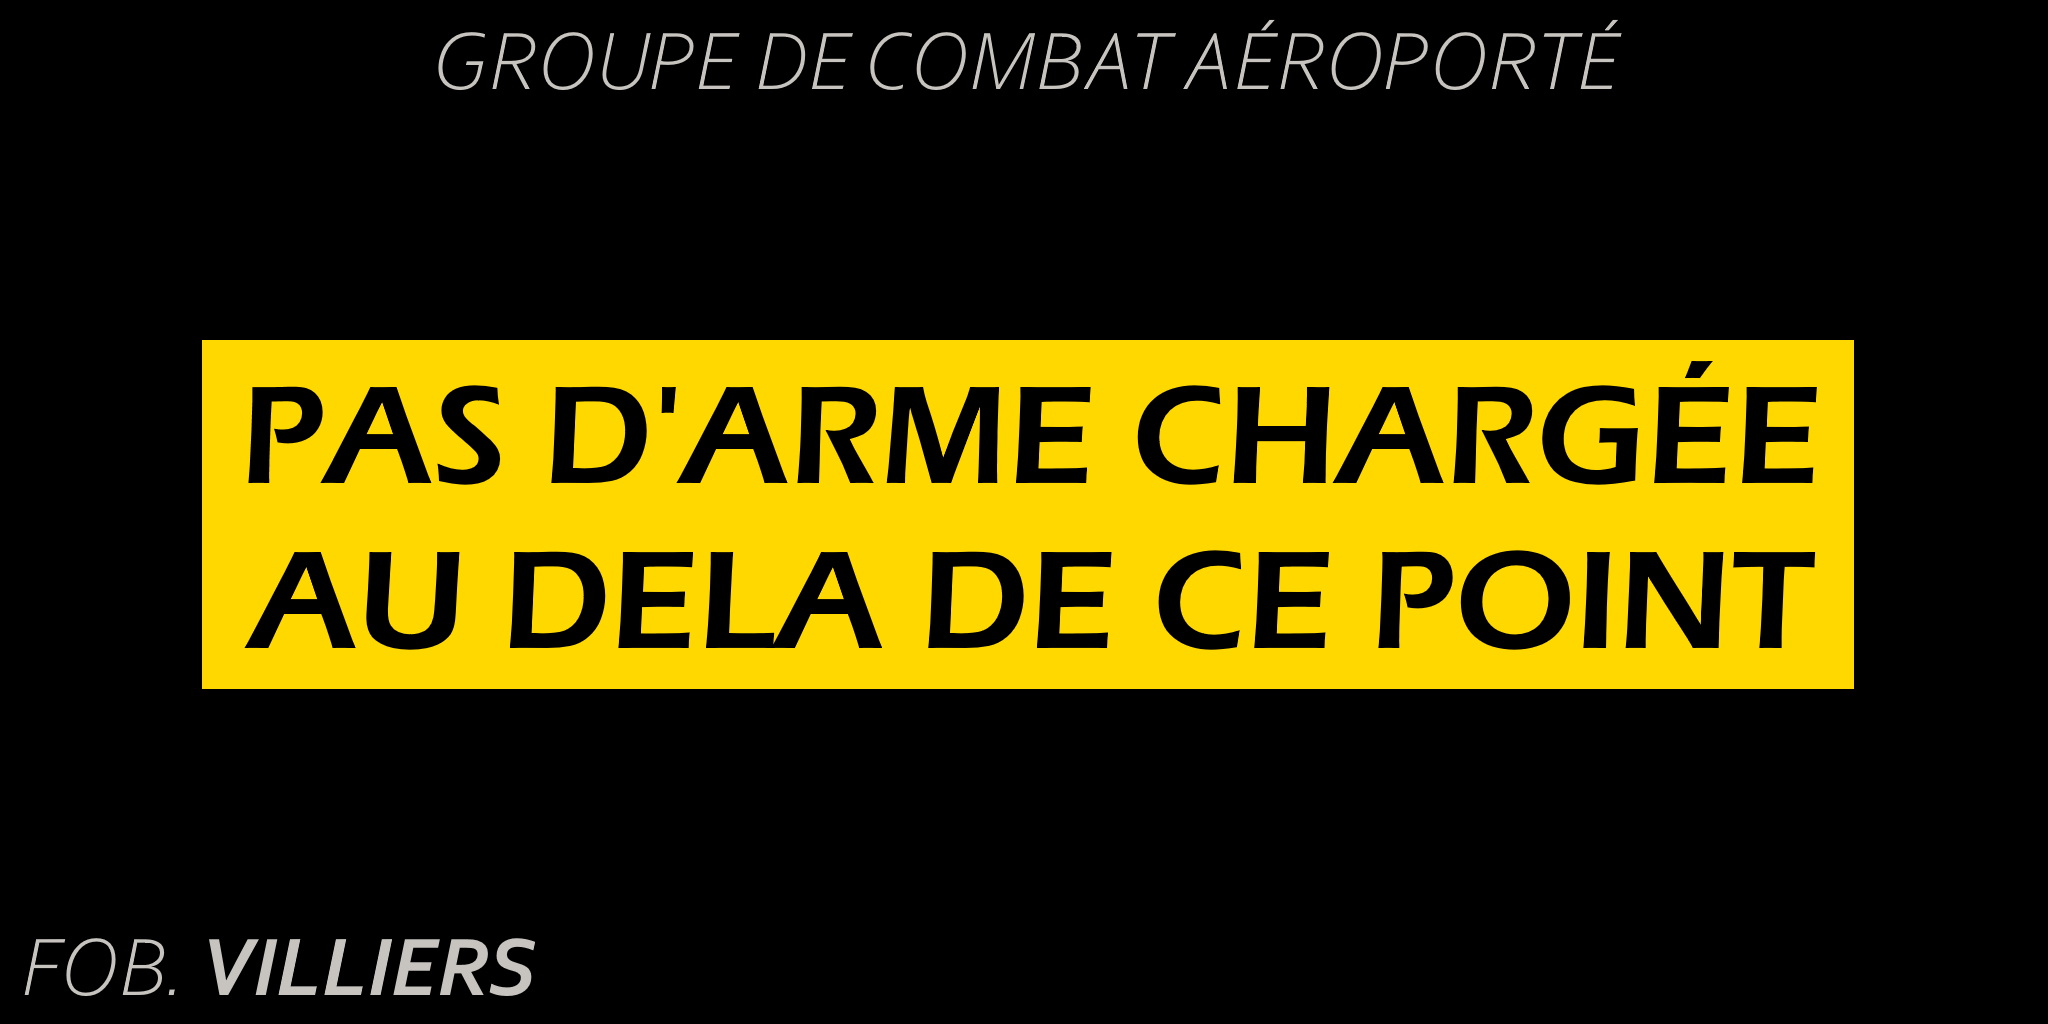 GROUPE DE COMBAT AÉROPORTÉ
PAS D'ARME CHARGÉE
AU DELA DE CE POINT
FOB. VILLIERS